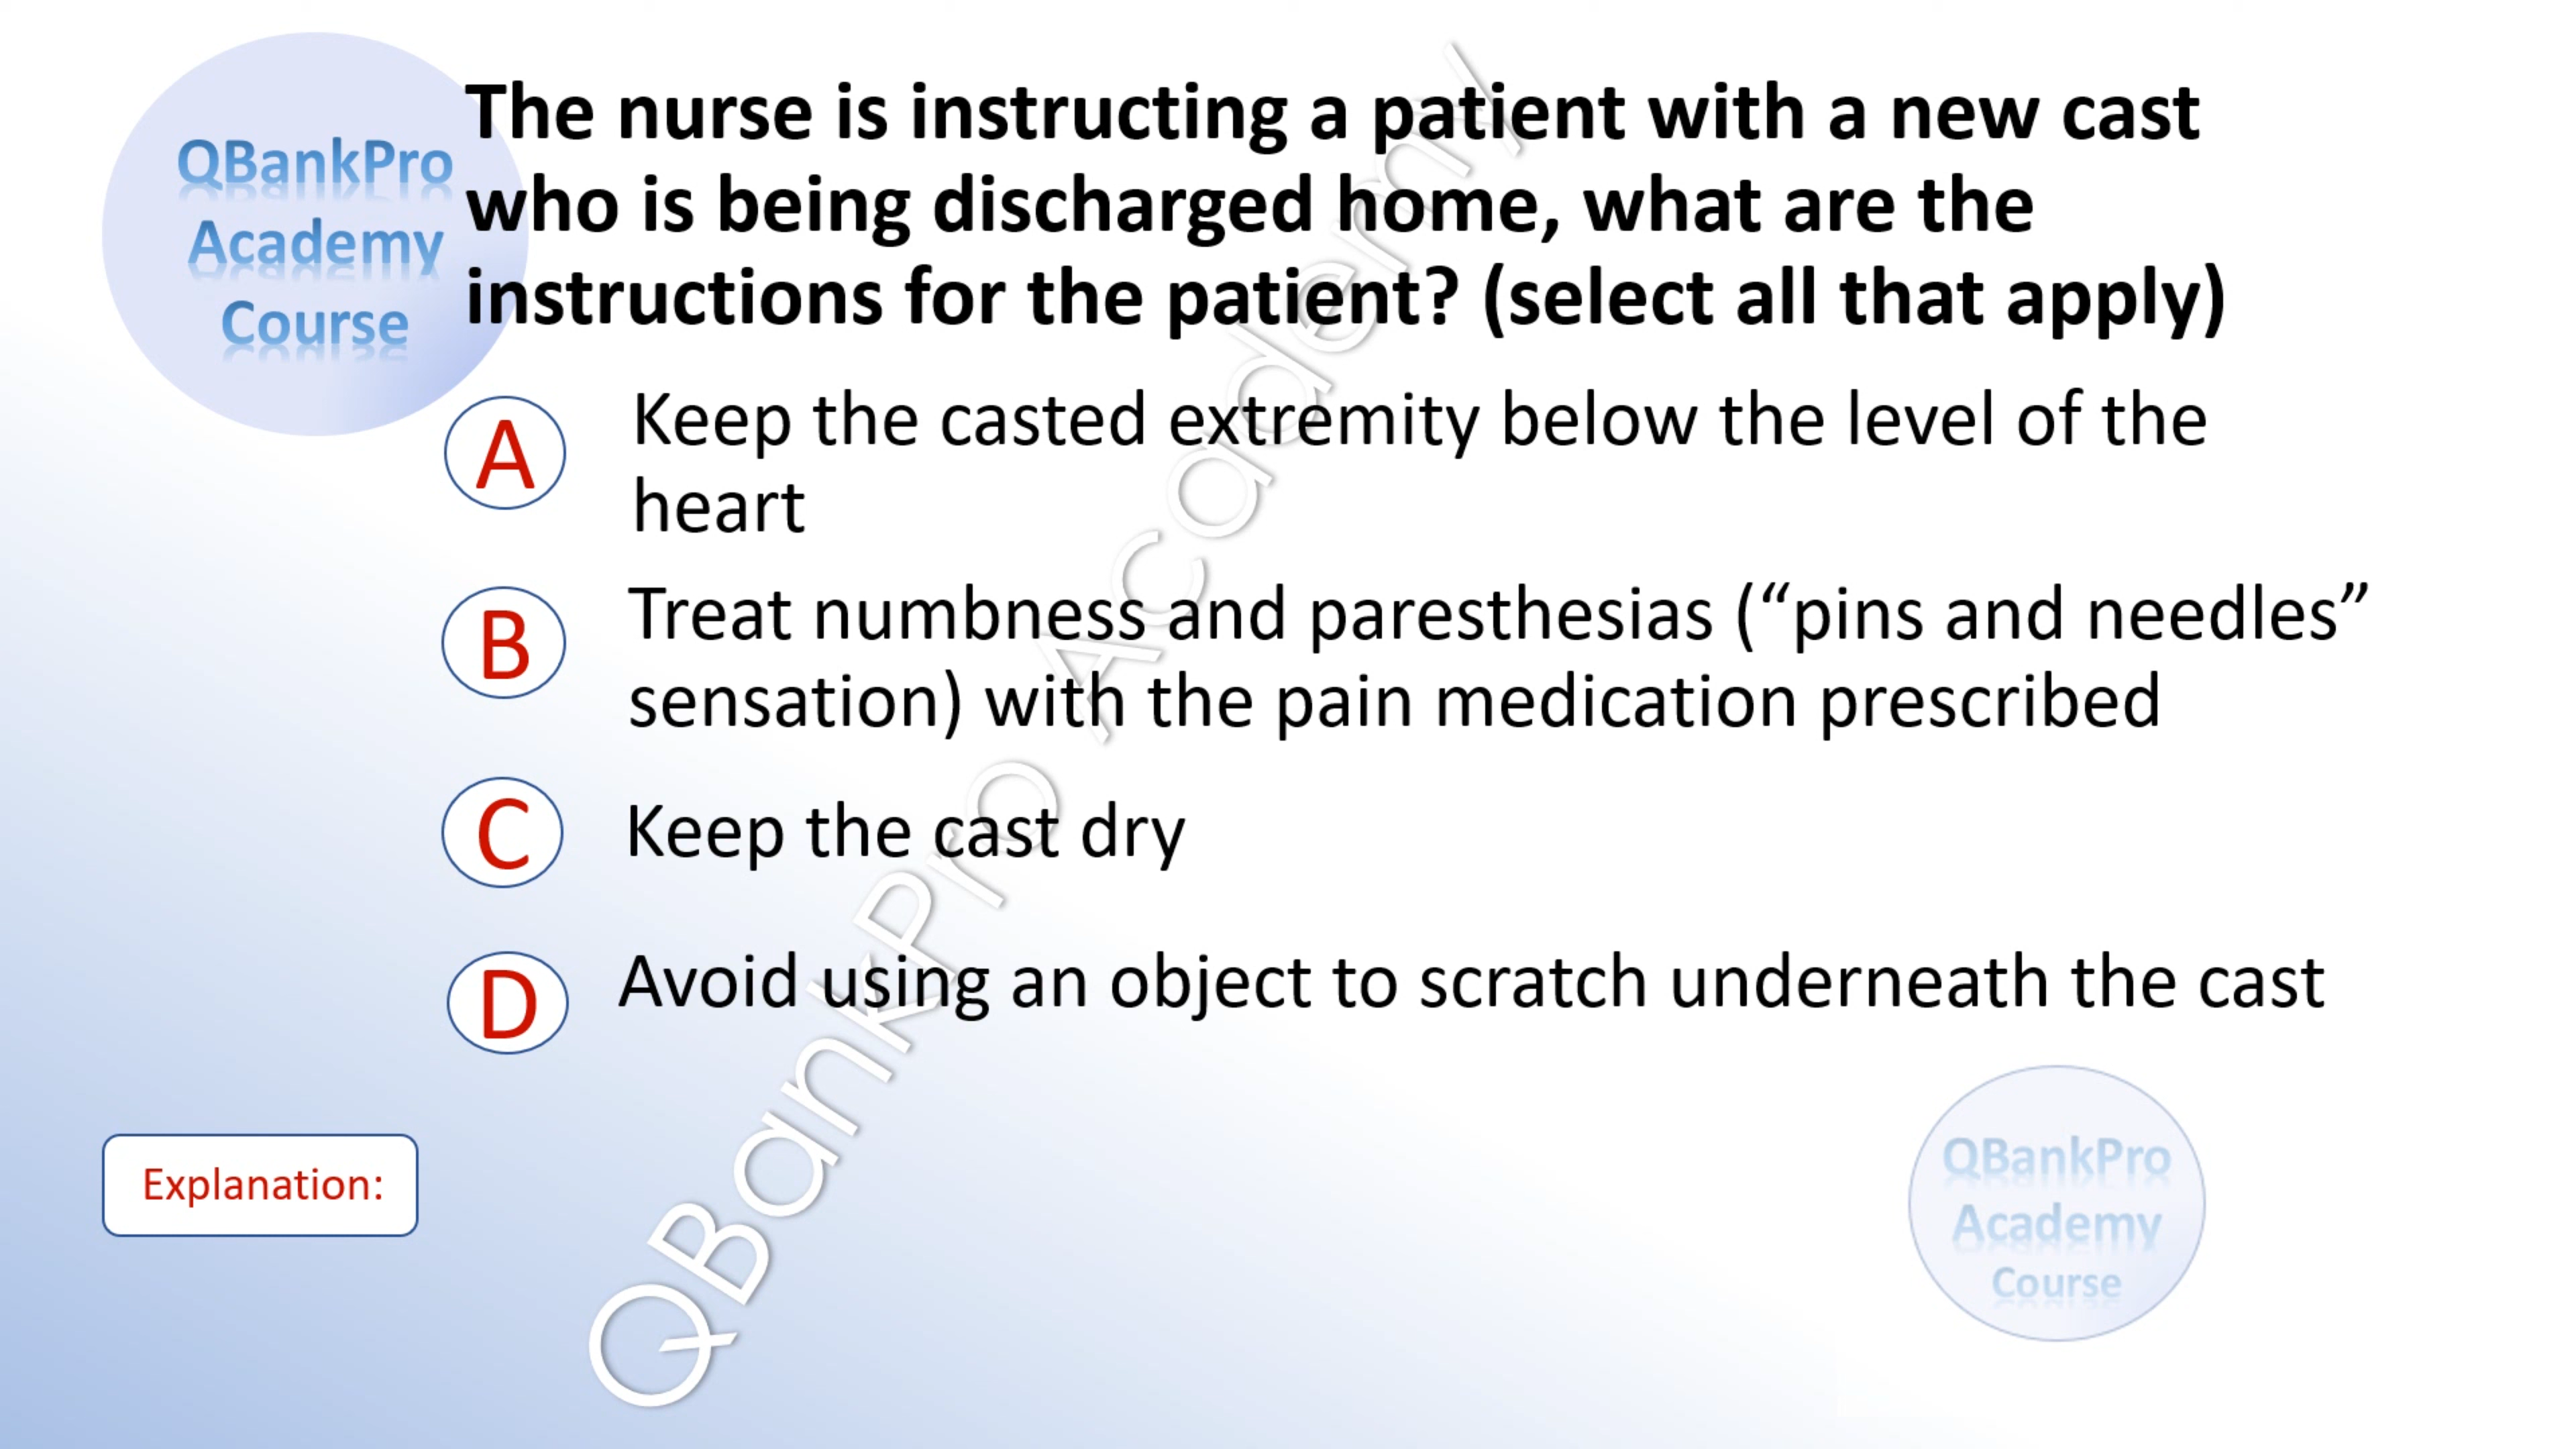 QBankPro
Academy
Course
The nurse is instructing a patient with a new cast
who is being discharged home, what are the
instructions for the patient? (select all that apply)
A
Keep the casted extremity below the level of the
heart
B
Treat numbness and paresthesias (“pins and needles”
sensation) with the pain medication prescribed
C
Keep the cast dry
D
Avoid using an object to scratch underneath the cast
Explanation:
QBankPro
Academy
Course
QBankPro Academy